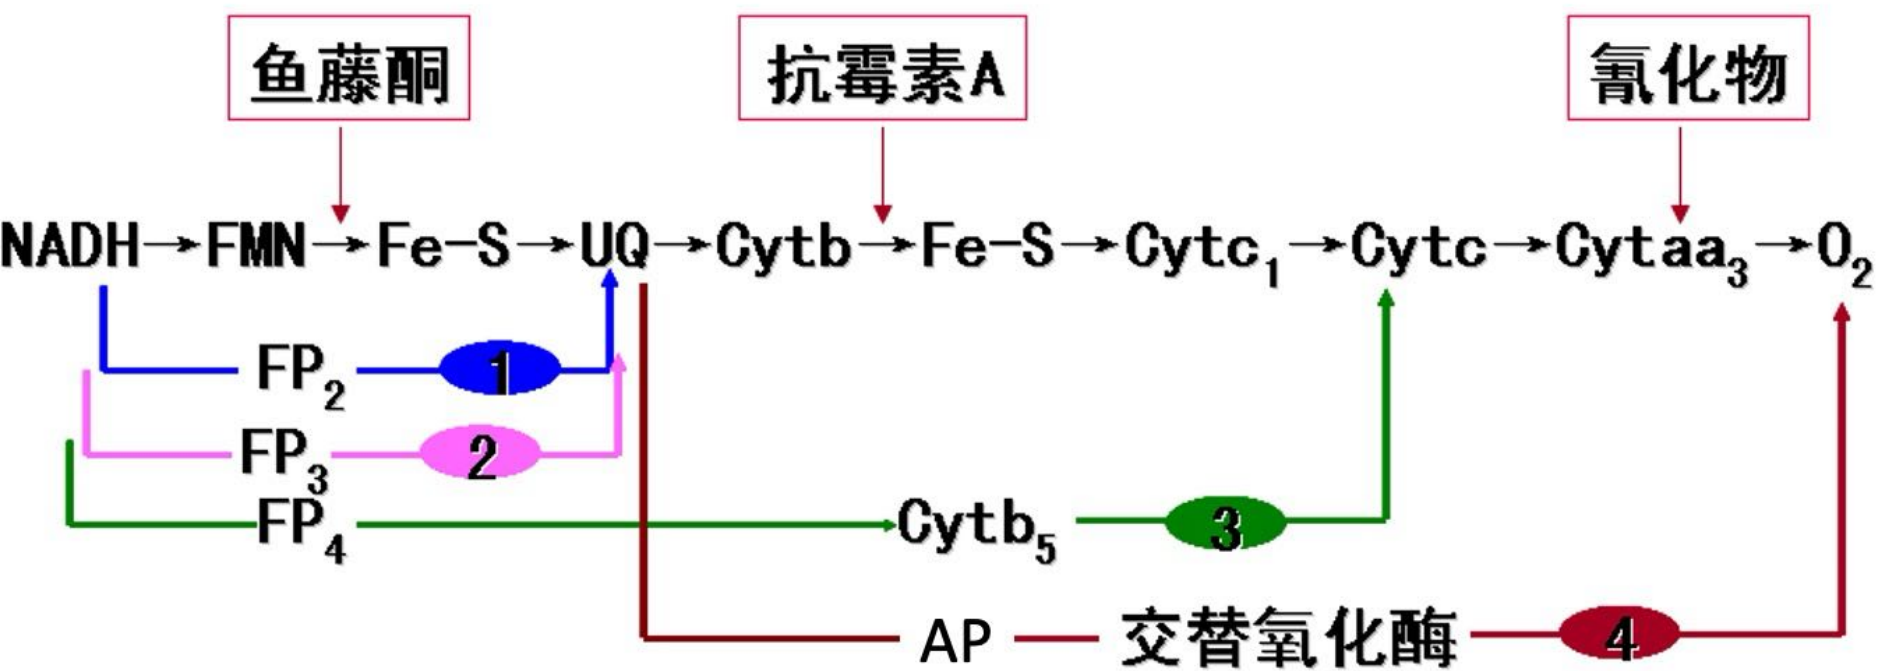 鱼藤酮 抗霉素A 氰化物
NADH→FMN→Fe-S→UQ→Cytb→Fe-S→Cytc₁→Cytc→Cytaa₃→O₂
FP₂ 1
FP₃ 2
FP₄ Cytb₅ 3
AP 交替氧化酶 4